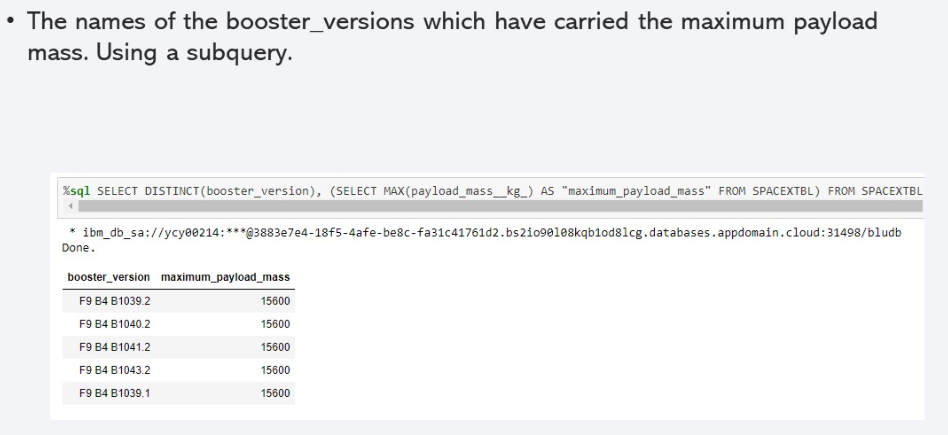 • The names of the booster_versions which have carried the maximum payload
mass. Using a subquery.
%sql SELECT DISTINCT(booster_version), (SELECT MAX(payload_mass__kg_) AS "maximum_payload_mass" FROM SPACEXTBL) FROM SPACEXTBL
* ibm_db_sa://ycy00214:***@3883e7e4-18f5-4afe-be8c-fa31c41761d2.bs2io90l08kqb1od8lcg.databases.appdomain.cloud:31498/bludb
Done.
booster_version maximum_payload_mass
F9 B4 B1039.2 15600
F9 B4 B1040.2 15600
F9 B4 B1041.2 15600
F9 B4 B1043.2 15600
F9 B4 B1039.1 15600